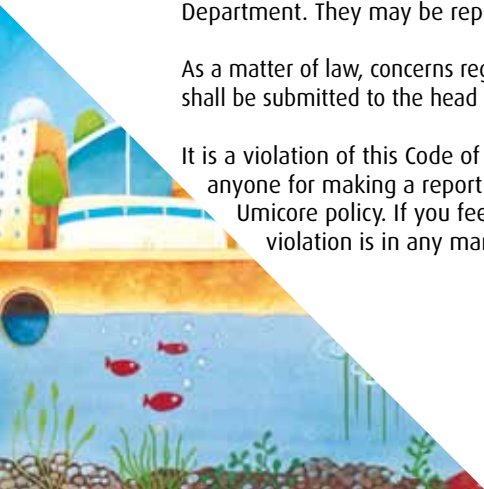 Department. They may be rep
As a matter of law, concerns reg
shall be submitted to the head
It is a violation of this Code of
anyone for making a report
Umicore policy. If you fee
violation is in any mar